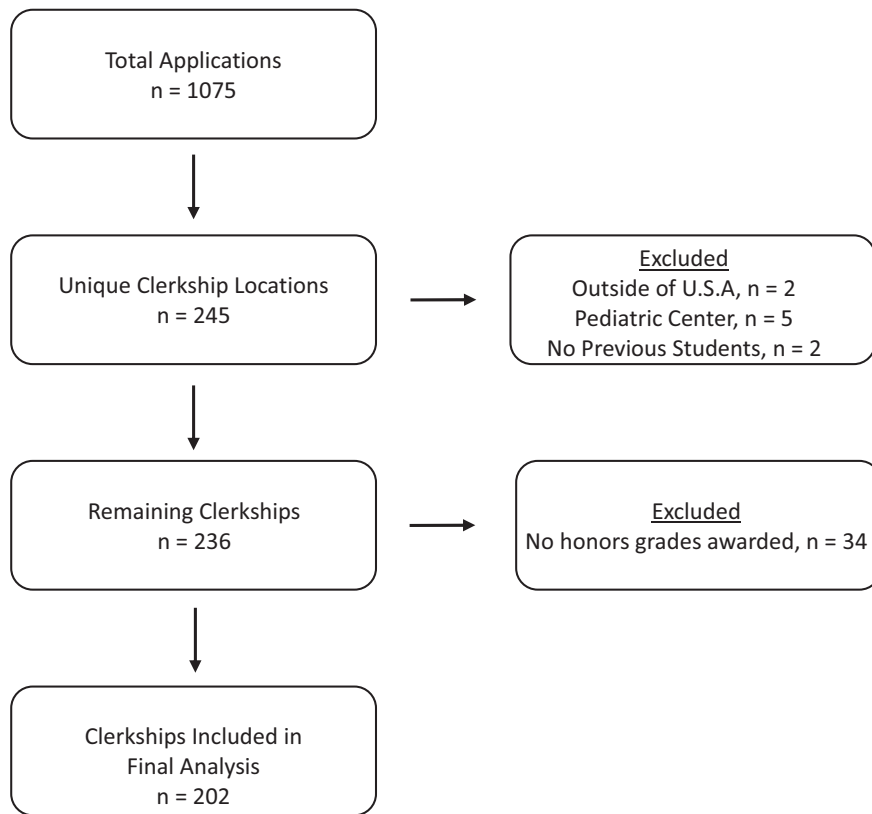 Total Applications
n = 1075
Unique Clerkship Locations
n = 245
Excluded
Outside of U.S.A, n = 2
Pediatric Center, n = 5
No Previous Students, n = 2
Remaining Clerkships
n = 236
Excluded
No honors grades awarded, n = 34
Clerkships Included in
Final Analysis
n = 202